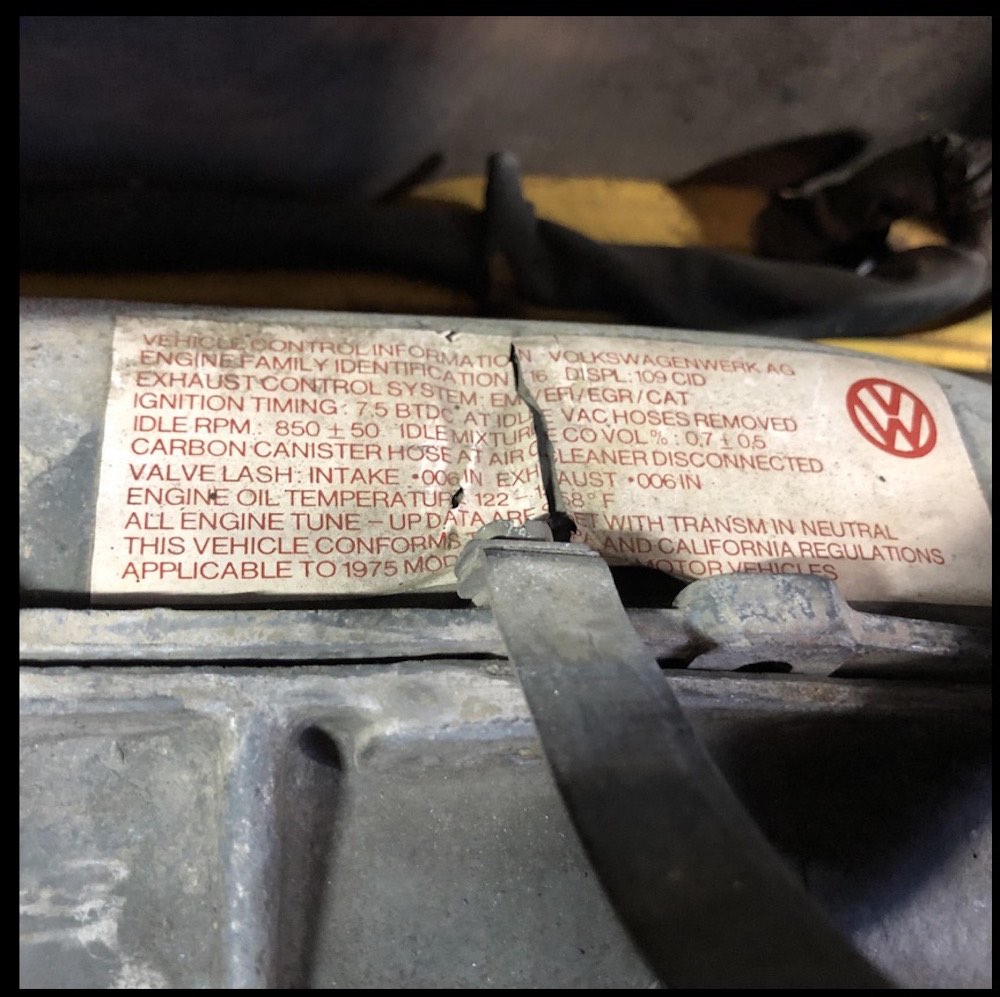 VEHICLE CONTROL INFORMATION VOLKSWAGENWERK AG
ENGINE FAMILY IDENTIFICATION 16 DISPL: 109 CID
EXHAUST CONTROL SYSTEM: EM/EFI/EGR/CAT
IGNITION TIMING: 7.5 BTDC AT IDLE VAC HOSES REMOVED
IDLE RPM: 850 ± 50 IDLE MIXTURE CO VOL %: 0,7 ± 0,5
CARBON CANISTER HOSE AT AIR CLEANER DISCONNECTED
VALVE LASH: INTAKE •006 IN EXHAUST •006 IN
ENGINE OIL TEMPERATURE 122 - 158° F
ALL ENGINE TUNE - UP DATA ARE SET WITH TRANSM IN NEUTRAL
THIS VEHICLE CONFORMS AND CALIFORNIA REGULATIONS
APPLICABLE TO 1975 MOTOR VEHICLES